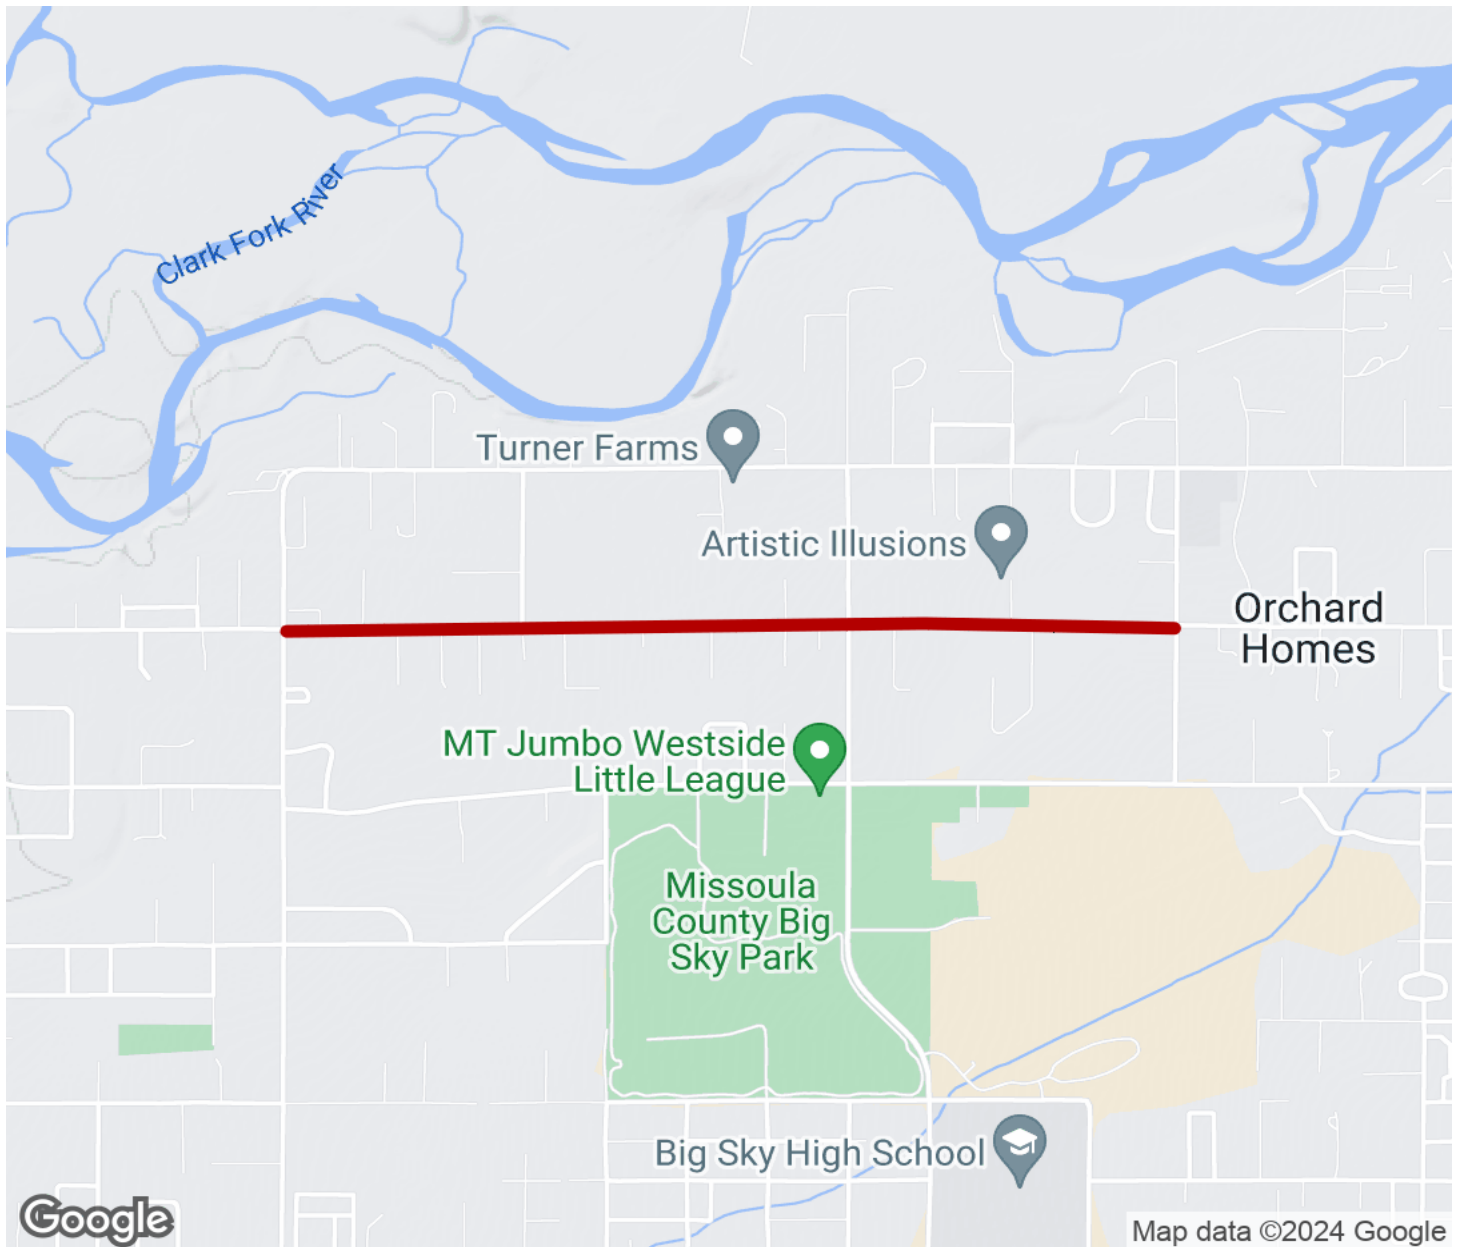 Clark Fork River
Turner Farms
Artistic Illusions
Orchard
Homes
MT Jumbo Westside
Little League
Missoula
County Big
Sky Park
Big Sky High School
Google
Map data ©2024 Google